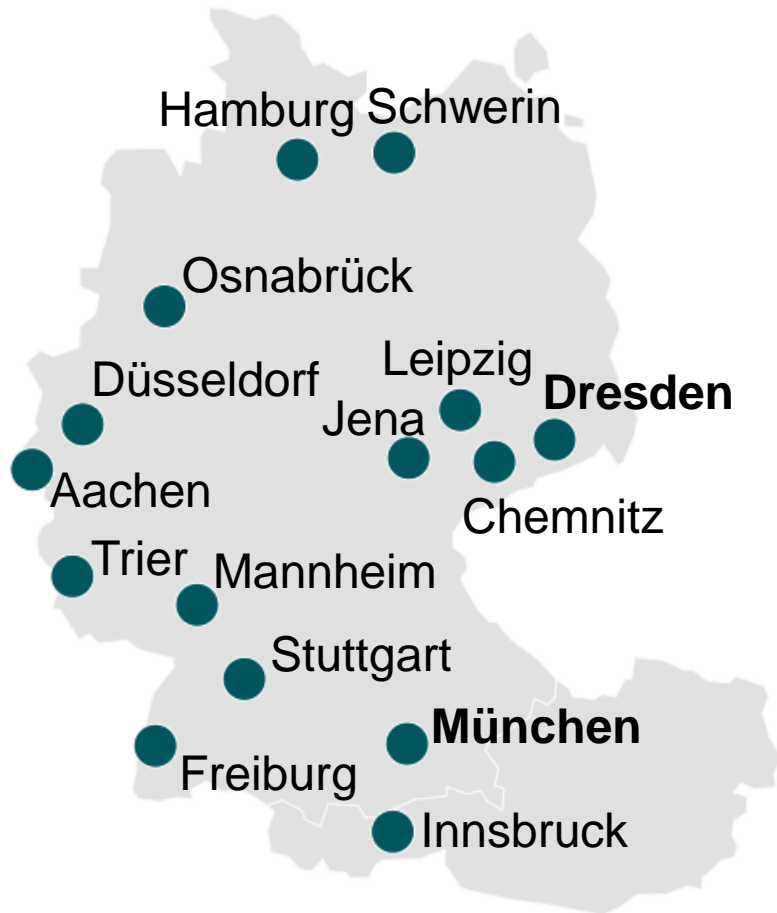 Hamburg
Schwerin
Osnabrück
Düsseldorf
Leipzig
Dresden
Jena
Aachen
Chemnitz
Trier
Mannheim
Stuttgart
München
Freiburg
Innsbruck